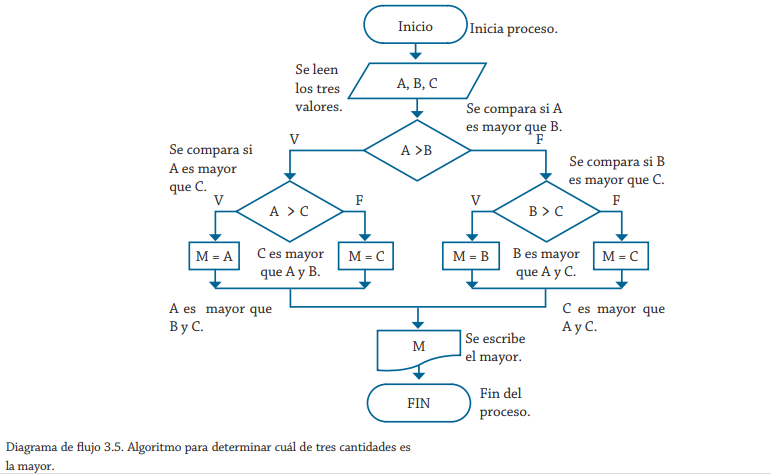 Inicio
Inicia proceso.
Se leen
los tres
valores.
A, B, C
Se compara si A
es mayor que B.
V
A >B
F
Se compara si
A es mayor
que C.
Se compara si B
es mayor que C.
V
A > C
F
V
B > C
F
M = A
C es mayor
que A y B.
M = C
M = B
B es mayor
que A y C.
M = C
A es mayor que
B y C.
C es mayor que
A y C.
M
Se escribe
el mayor.
FIN
Fin del
proceso.
Diagrama de flujo 3.5. Algoritmo para determinar cuál de tres cantidades es
la mayor.